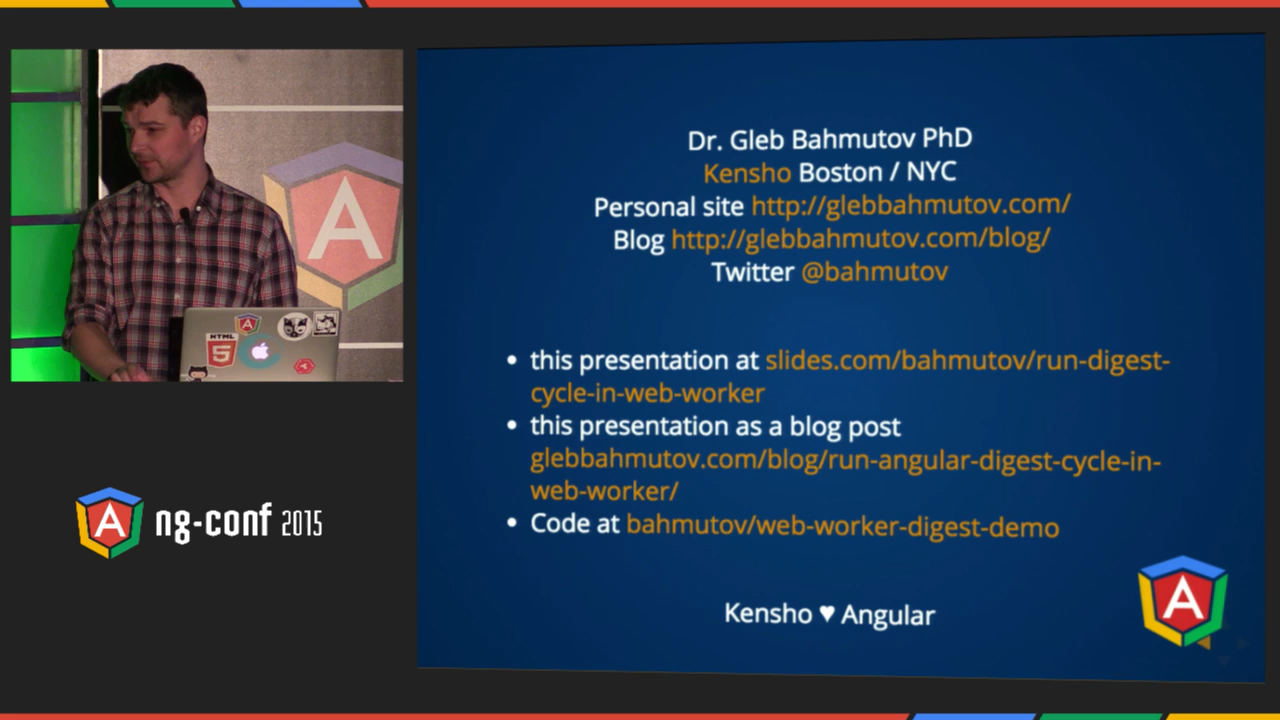 Dr. Gleb Bahmutov PhD
Kensho Boston / NYC
Personal site http://glebbahmutov.com/
Blog http://glebbahmutov.com/blog/
Twitter @bahmutov
• this presentation at slides.com/bahmutov/run-digest-
cycle-in-web-worker
• this presentation as a blog post
glebbahmutov.com/blog/run-angular-digest-cycle-in-
web-worker/
• Code at bahmutov/web-worker-digest-demo
Kensho ♥ Angular
A
A
HTML
5
A
ng-conf 2015